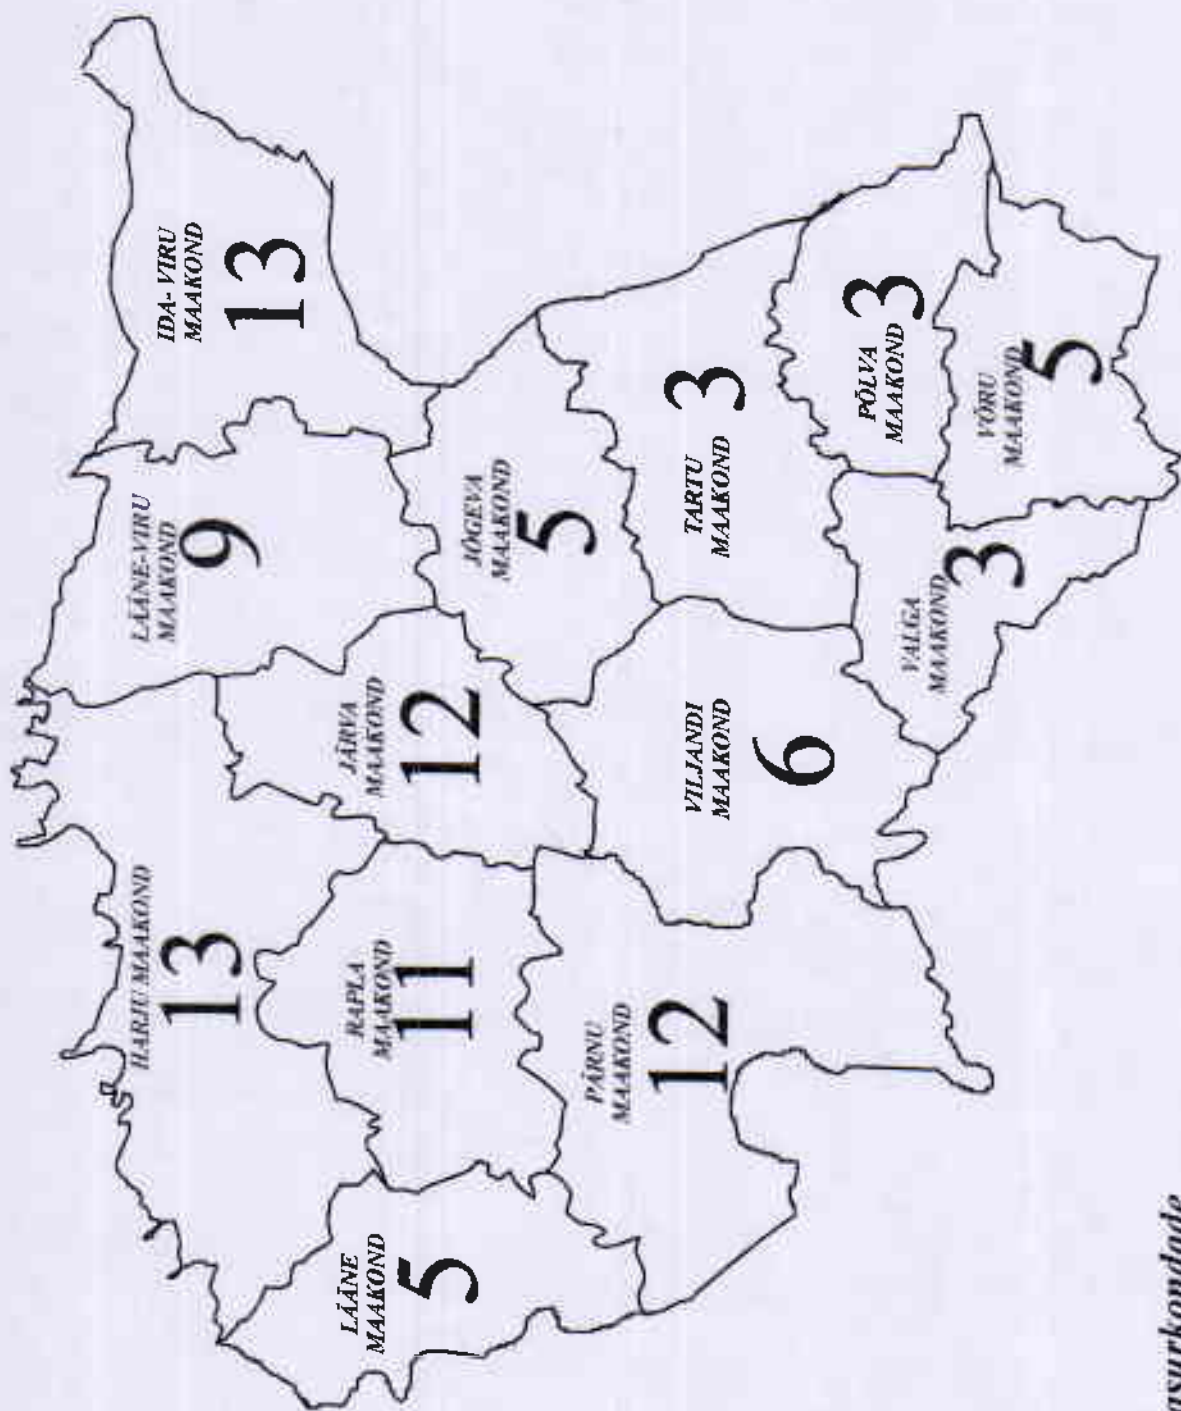 IDA- VIRU
MAAKOND
13
LÄÄNE-VIRU
MAAKOND
9
HARJU MAAKOND
13
JÄRVA
MAAKOND
12
RAPLA
MAAKOND
11
LÄÄNE
MAAKOND
5
JÕGEVA
MAAKOND
5
PÄRNU
MAAKOND
12
VILJANDI
MAAKOND
6
TARTU
MAAKOND
3
PÕLVA
MAAKOND
3
VALGA
MAAKOND
3
VÕRU
MAAKOND
5